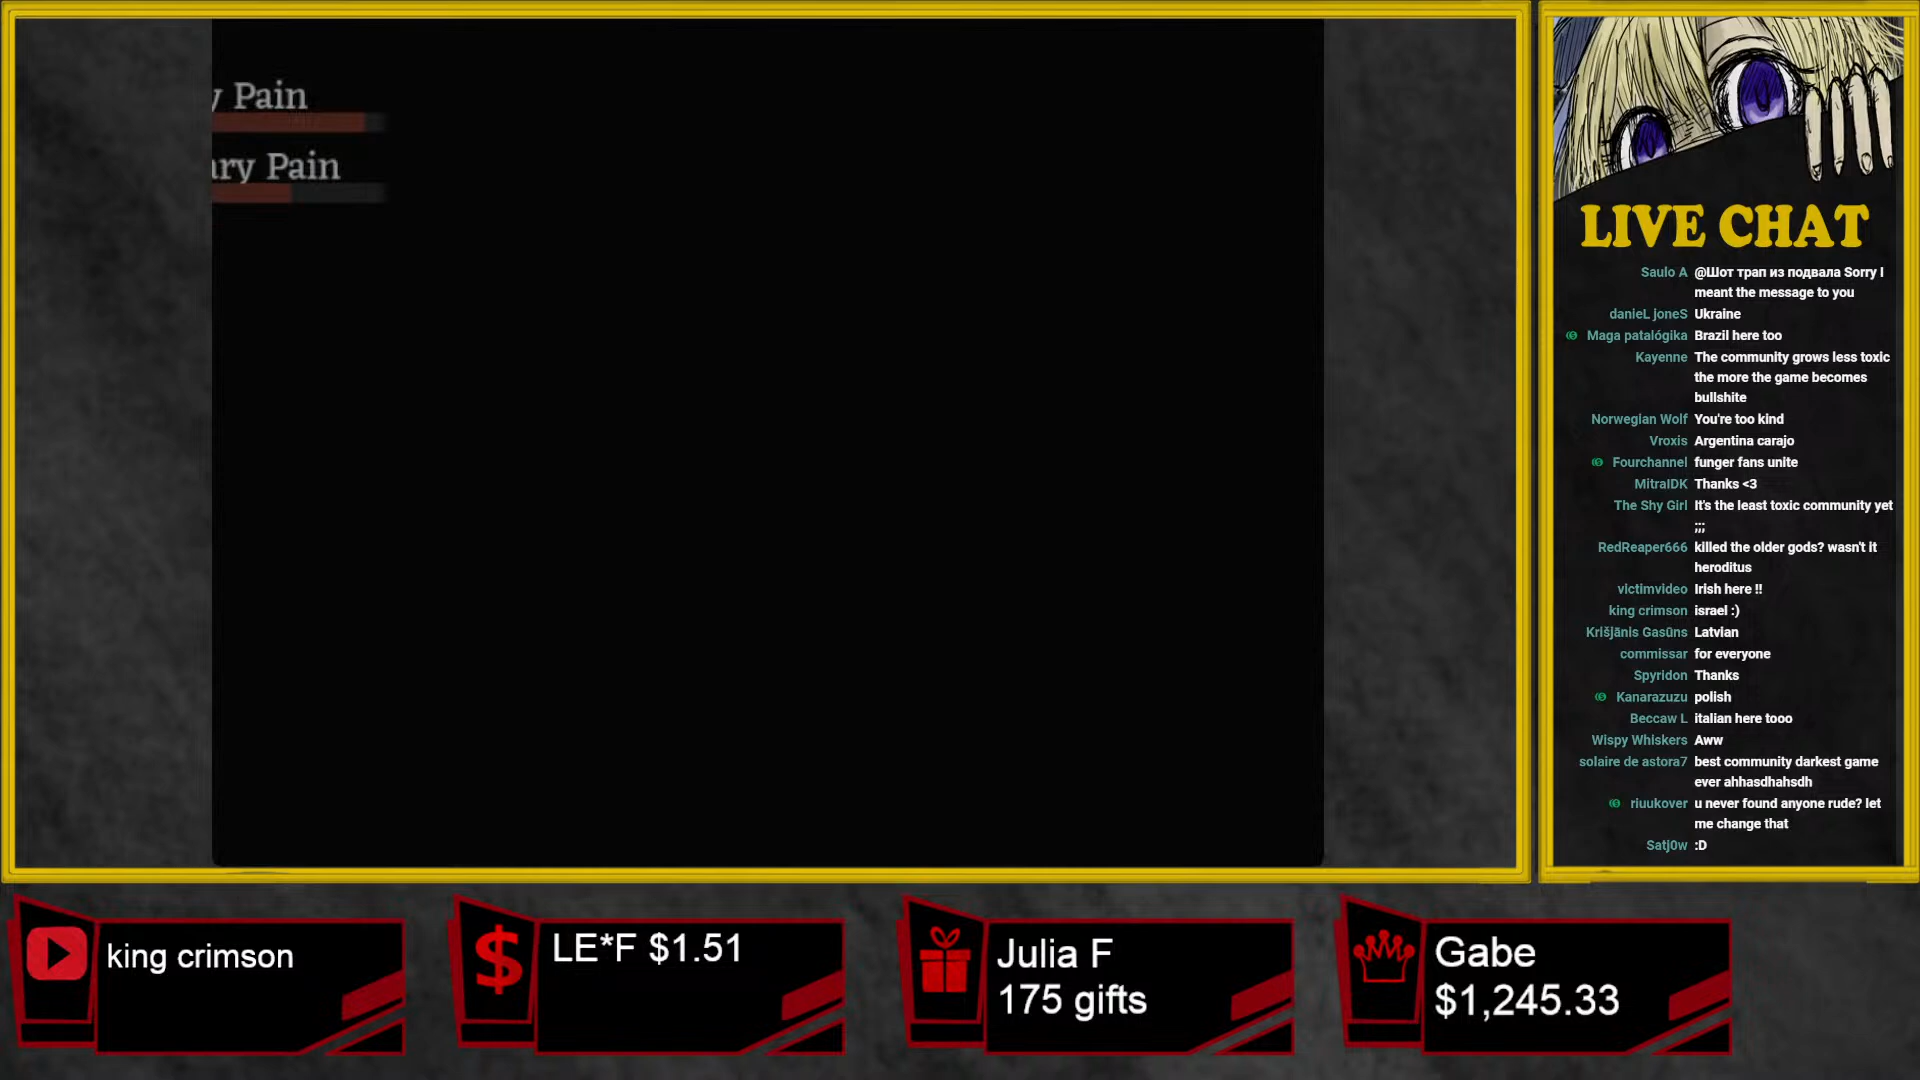 Pain
Pain
LIVE CHAT
Saulo A @Шот трап из подвала Sorry I
meant the message to you
danieL joneS Ukraine
Maga patalógika Brazil here too
Kayenne The community grows less toxic
the more the game becomes
bullshite
Norwegian Wolf You're too kind
Vroxis Argentina carajo
Fourchannel funger fans unite
MitraIDK Thanks <3
The Shy Girl It's the least toxic community yet
;;;
RedReaper666 killed the older gods? wasn't it
heroditus
victimvideo Irish here !!
king crimson israel :)
Krišjānis Gasūns Latvian
commissar for everyone
Spyridon Thanks
Kanarazuzu polish
Beccaw L italian here tooo
Wispy Whiskers Aww
solaire de astora7 best community darkest game
ever ahhasdhahsdh
riuukover u never found anyone rude? let
me change that
Satj0w :D
king crimson
LE*F $1.51
Julia F
175 gifts
Gabe
$1,245.33